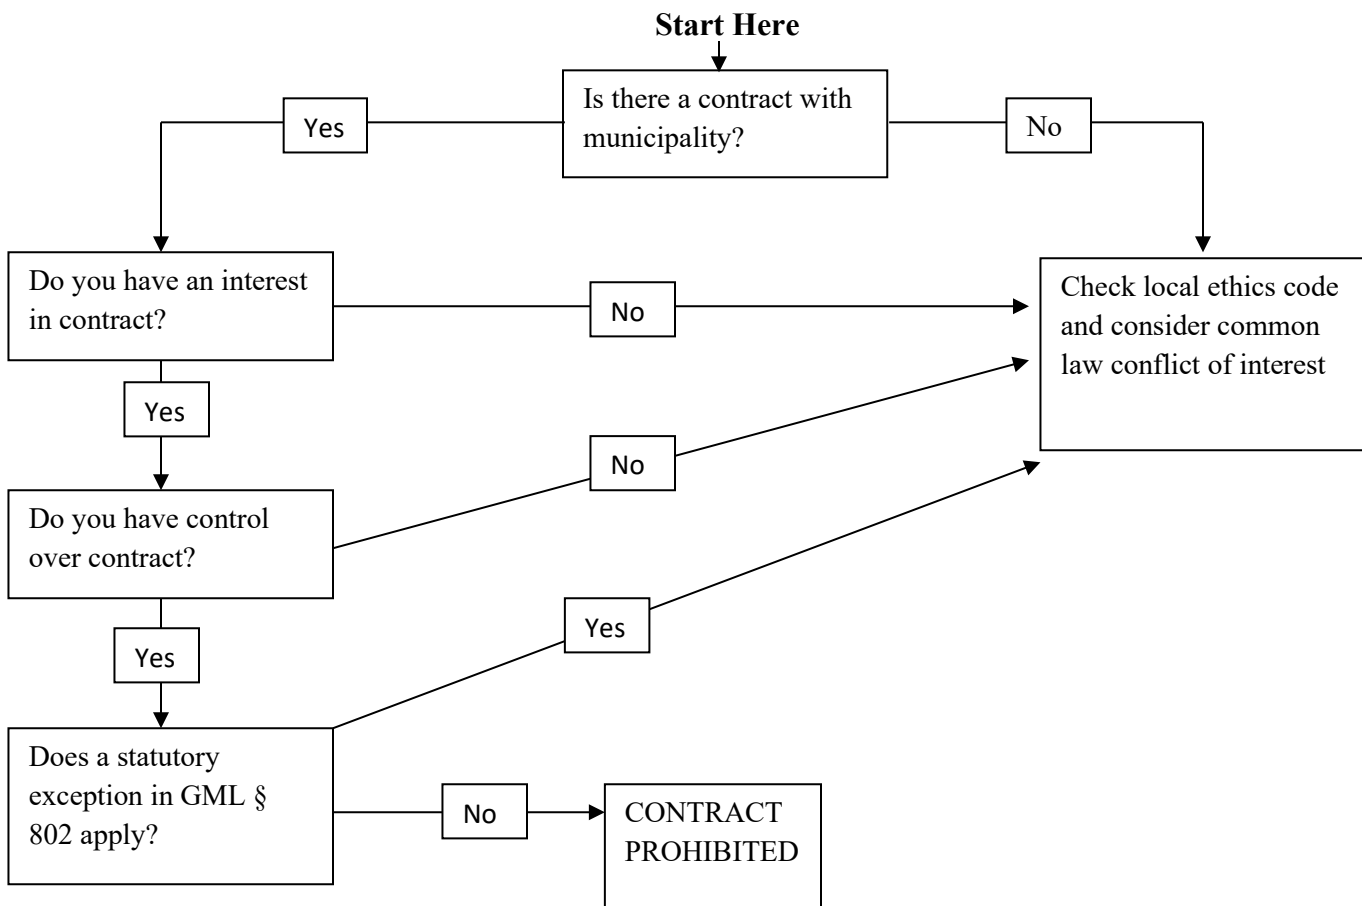 Start Here
Is there a contract with
municipality?
Yes
No
Do you have an interest
in contract?
No
Check local ethics code
and consider common
law conflict of interest
Yes
No
Do you have control
over contract?
Yes
Yes
Does a statutory
exception in GML §
802 apply?
No
CONTRACT
PROHIBITED